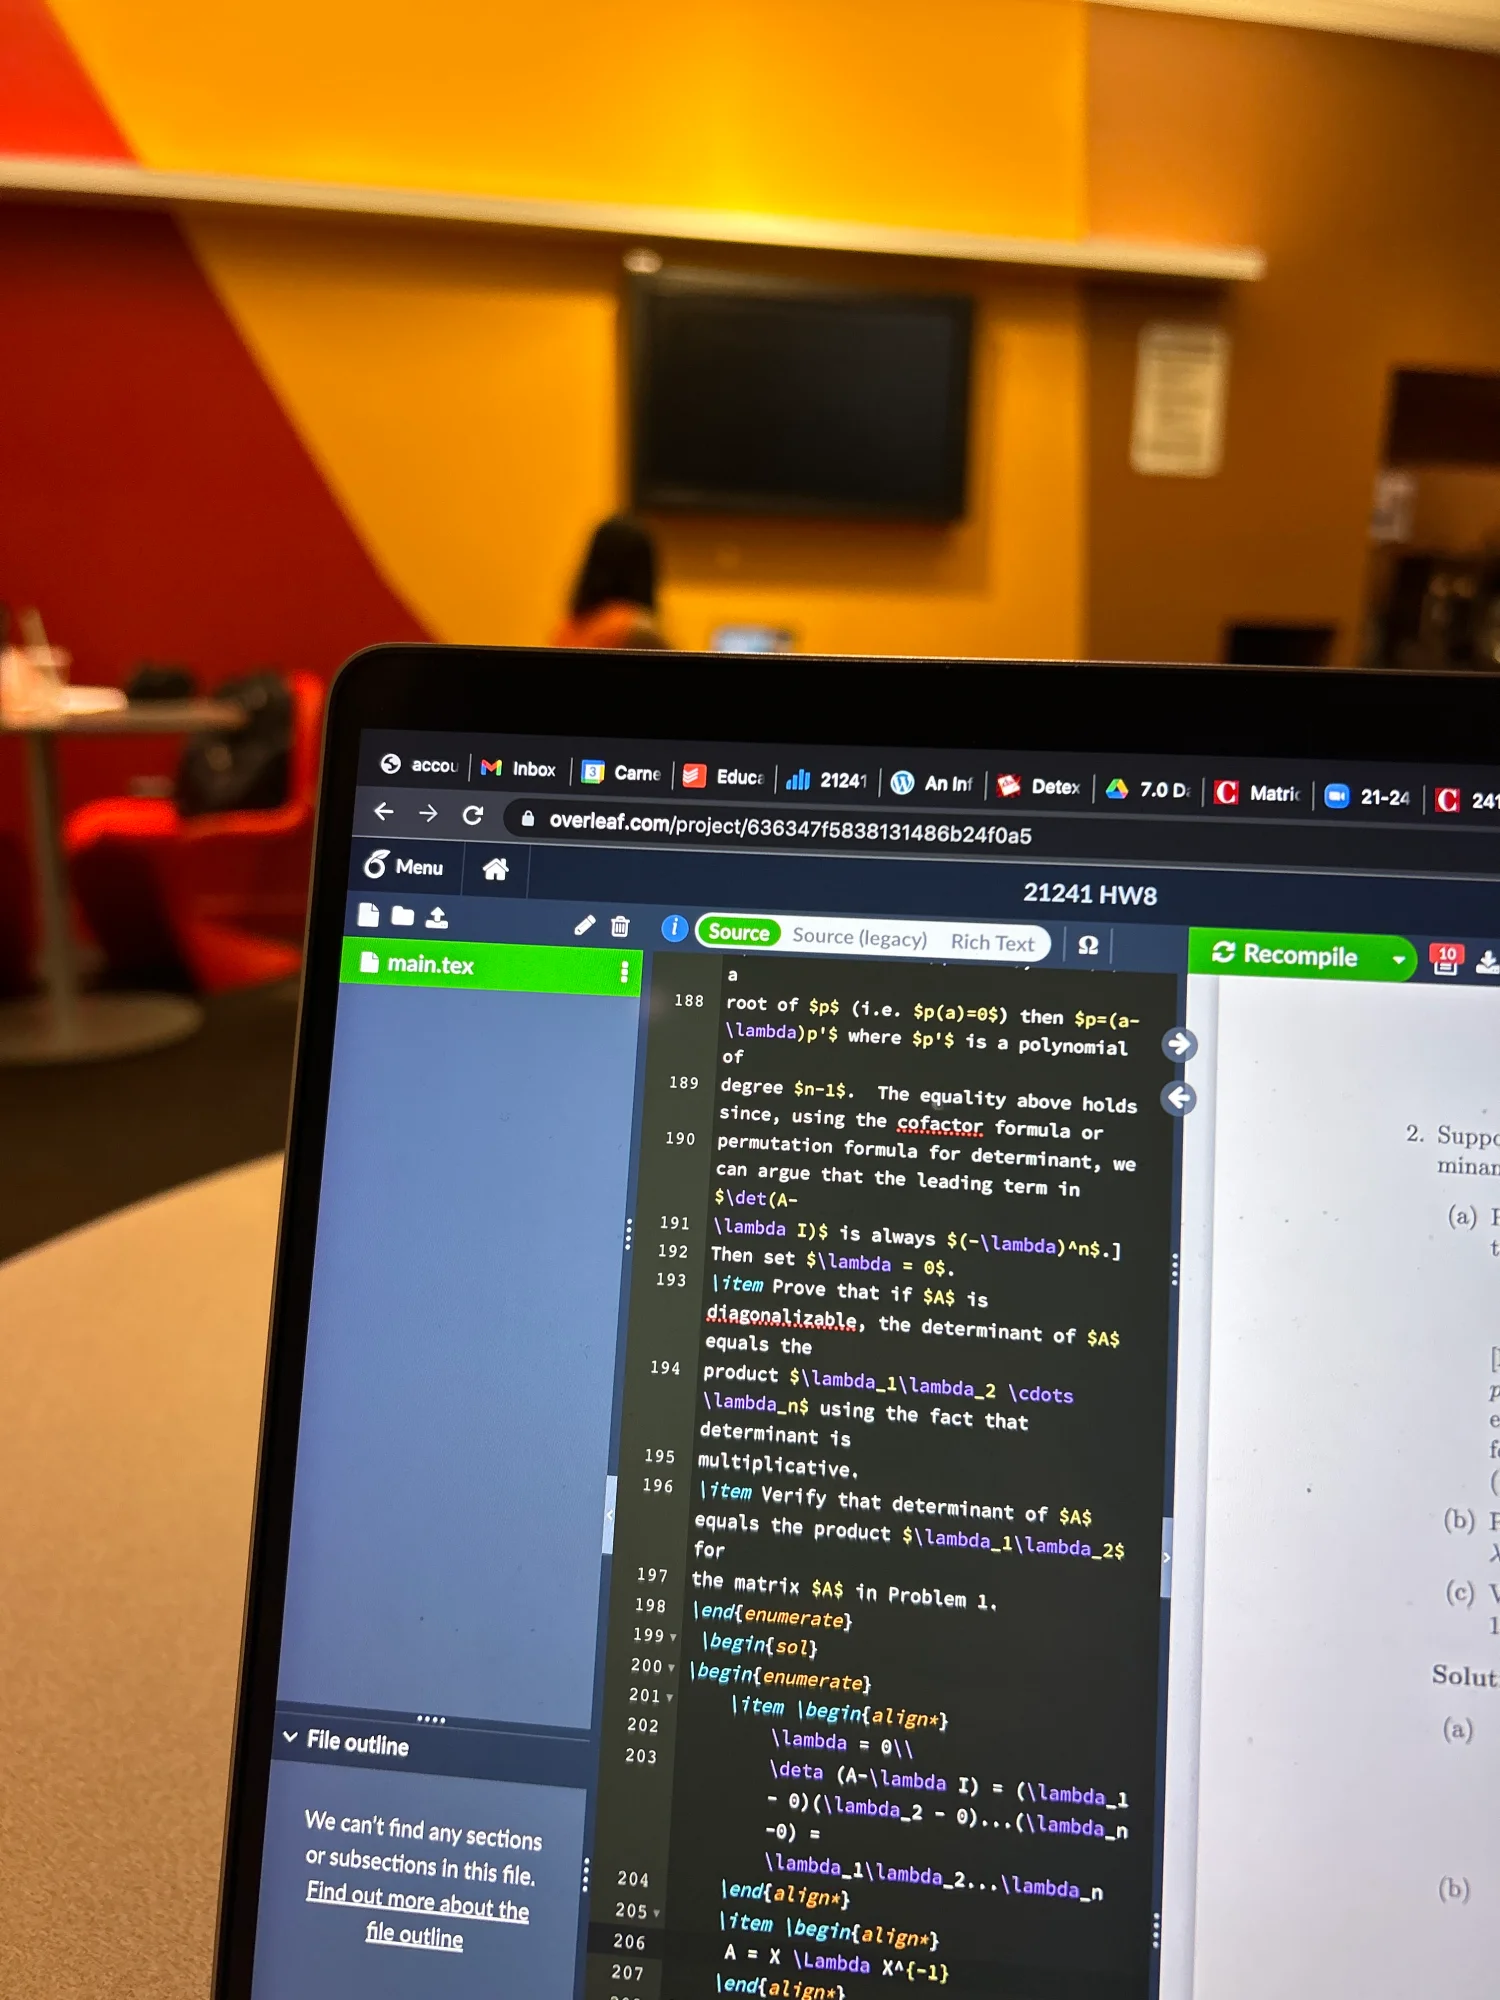 accou
Inbox
3 Carne
Educa
21241
An Inf
Detex
7.0 Da
Matric
21-24
241
overleaf.com/project/636347f5838131486b24f0a5
Menu
21241 HW8
Source
Source (legacy)
Rich Text
Ω
Recompile
10
main.tex
a
188 root of $p$ (i.e. $p(a)=0$) then $p=(a-
\lambda)p'$ where $p'$ is a polynomial
of
189 degree $n-1$.  The equality above holds
since, using the cofactor formula or
190 permutation formula for determinant, we
can argue that the leading term in
$\det(A-
191 \lambda I)$ is always $(-\lambda)^n$.]
192 Then set $\lambda = 0$.
193 \item Prove that if $A$ is
diagonalizable, the determinant of $A$
equals the
194 product $\lambda_1\lambda_2 \cdots
\lambda_n$ using the fact that
determinant is
195 multiplicative.
196 \item Verify that determinant of $A$
equals the product $\lambda_1\lambda_2$
for
197 the matrix $A$ in Problem 1.
198 \end{enumerate}
199 \begin{sol}
200 \begin{enumerate}
201 \item \begin{align*}
202 \lambda = 0\\
203 \deta (A-\lambda I) = (\lambda_1
- 0)(\lambda_2 - 0)...(\lambda_n
-0) =
\lambda_1\lambda_2...\lambda_n
204 \end{align*}
205 \item \begin{align*}
206 A = X \Lambda X^{-1}
207 \end{align*}
File outline
We can't find any sections
or subsections in this file.
Find out more about the
file outline
2. Suppo
minan
(a)
t
[
p
e
f
(
(b)
λ
(c)
1
Solut
(a)
(b)